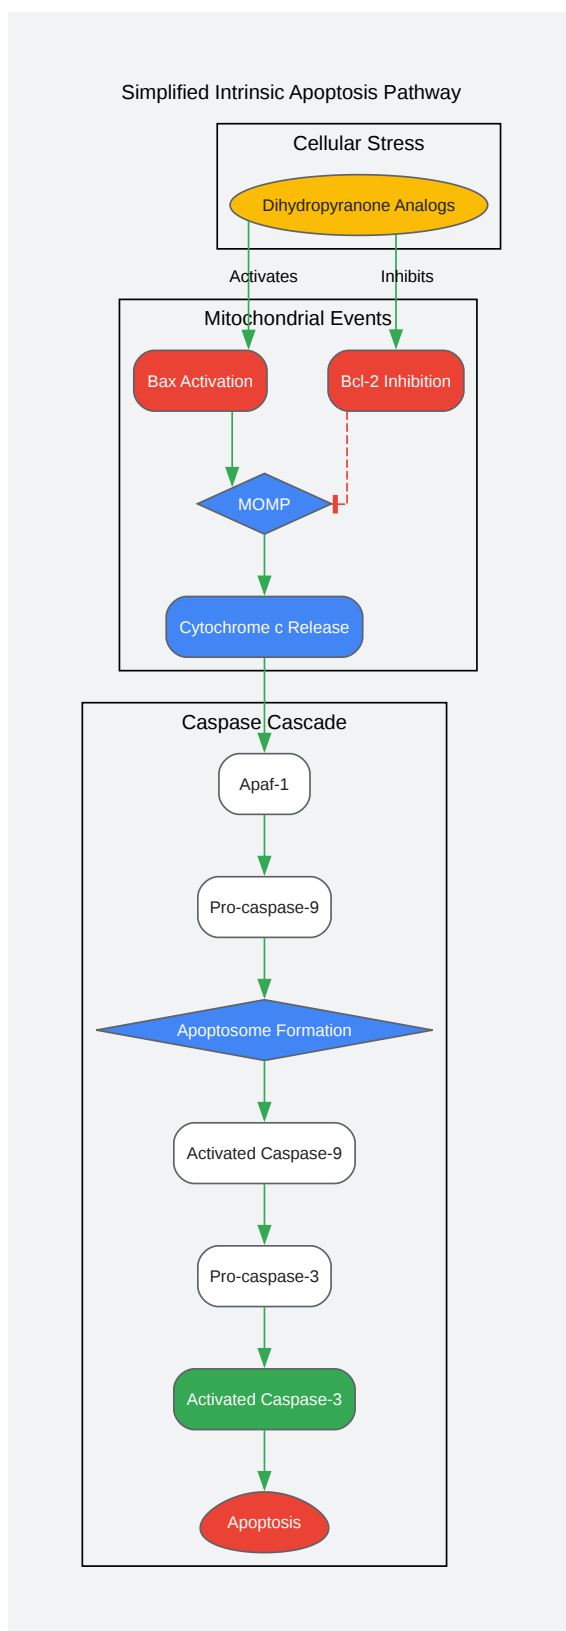 Simplified Intrinsic Apoptosis Pathway
Cellular Stress
Dihydropyranone Analogs
Activates
Inhibits
Mitochondrial Events
Bax Activation
Bcl-2 Inhibition
MOMP
Cytochrome c Release
Caspase Cascade
Apaf-1
Pro-caspase-9
Apoptosome Formation
Activated Caspase-9
Pro-caspase-3
Activated Caspase-3
Apoptosis